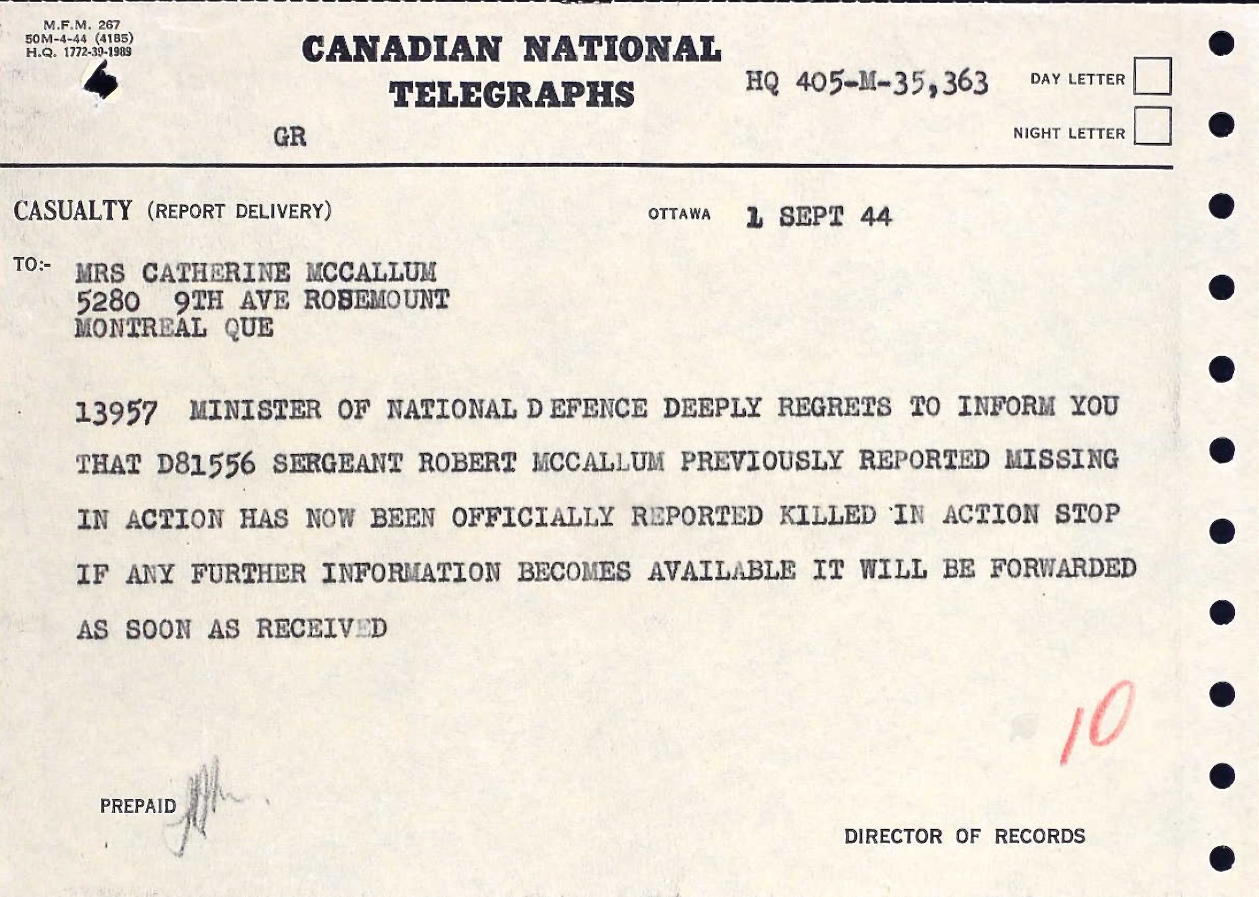 M.F.M. 267
50M-4-44 (4185)
H.Q. 1772-39-1989
CANADIAN NATIONAL
TELEGRAPHS
HQ 405-M-35,363
DAY LETTER
NIGHT LETTER
GR
CASUALTY (REPORT DELIVERY)
OTTAWA 1 SEPT 44
TO:- MRS CATHERINE MCCALLUM
5280 9TH AVE ROSEMOUNT
MONTREAL QUE
13957 MINISTER OF NATIONAL DEFENCE DEEPLY REGRETS TO INFORM YOU
THAT D81556 SERGEANT ROBERT MCCALLUM PREVIOUSLY REPORTED MISSING
IN ACTION HAS NOW BEEN OFFICIALLY REPORTED KILLED IN ACTION STOP
IF ANY FURTHER INFORMATION BECOMES AVAILABLE IT WILL BE FORWARDED
AS SOON AS RECEIVED
10
PREPAID
DIRECTOR OF RECORDS